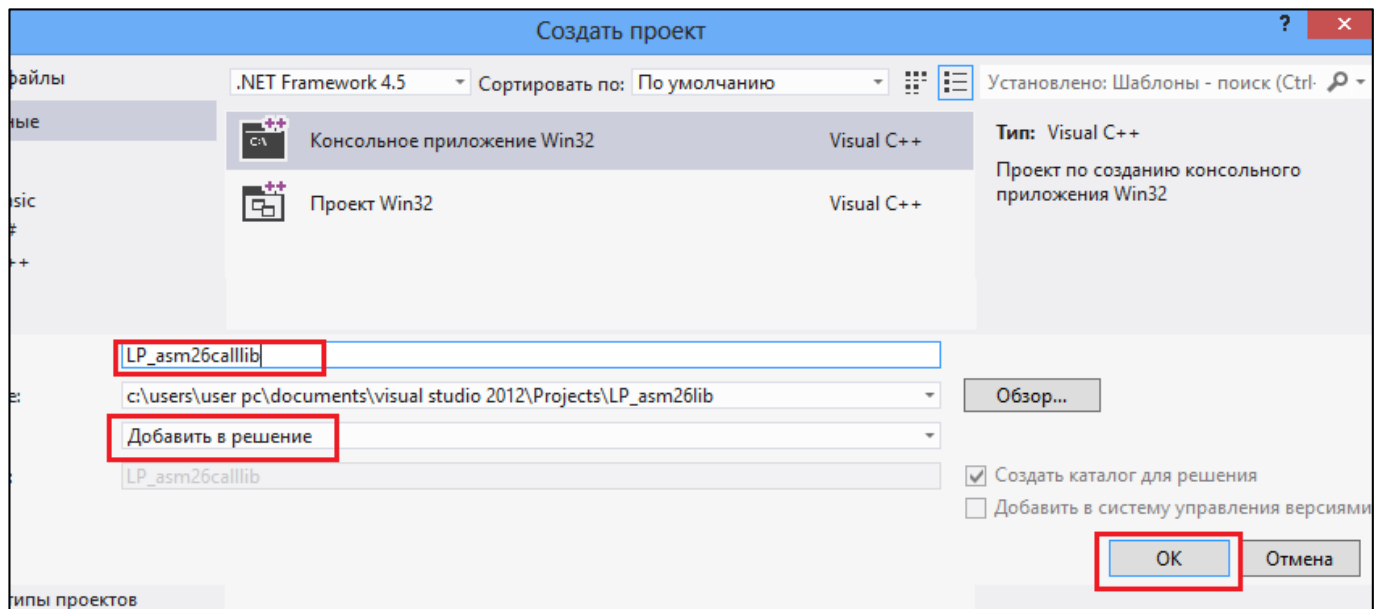 Создать проект
? ×
файлы
.NET Framework 4.5 Сортировать по: По умолчанию Установлено: Шаблоны - поиск (Ctrl-
ные
C:\ Консольное приложение Win32 Visual C++
Тип: Visual C++
Проект по созданию консольного
приложения Win32
Проект Win32 Visual C++
sic
#
++
LP_asm26calllib
е: c:\users\user pc\documents\visual studio 2012\Projects\LP_asm26lib Обзор...
Добавить в решение
: LP_asm26calllib
Создать каталог для решения
Добавить в систему управления версиями
OK Отмена
типы проектов